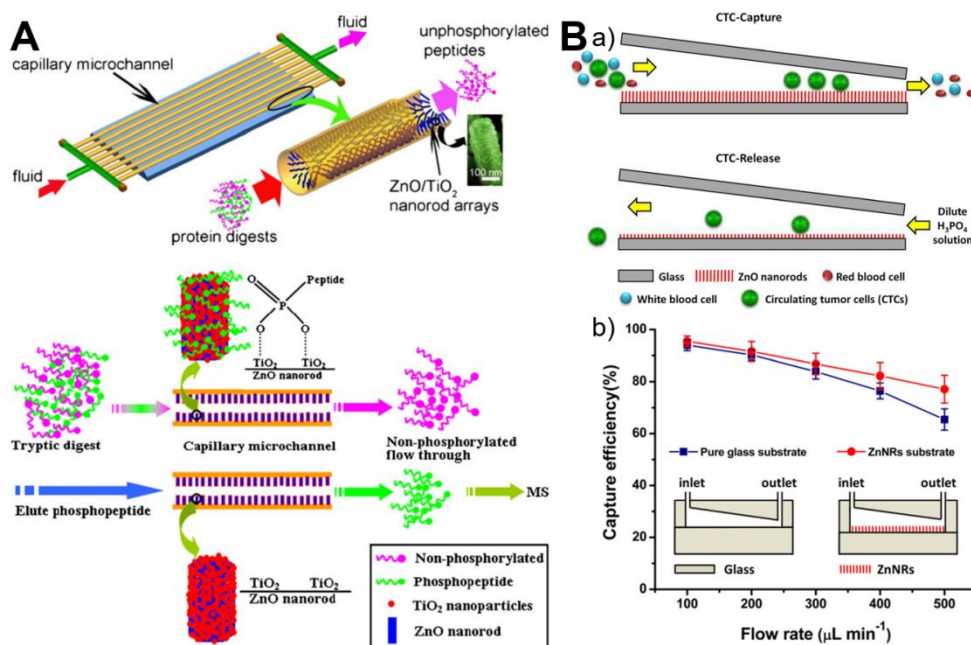 A
fluid
capillary microchannel
unphosphorylated
peptides
fluid
100 nm
ZnO/TiO₂
nanorod arrays
protein digests
O
Peptide
P
O
O
TiO₂ TiO₂
ZnO nanorod
Tryptic digest
Capillary microchannel
Non-phosphorylated
flow through
Elute phosphopeptide
MS
TiO₂ TiO₂
ZnO nanorod
Non-phosphorylated
Phosphopeptide
TiO₂ nanoparticles
ZnO nanorod
B
a)
CTC-Capture
CTC-Release
Dilute
H₃PO₄
solution
Glass
ZnO nanorods
Red blood cell
White blood cell
Circulating tumor cells (CTCs)
b)
Capture efficiency(%)
100
80
60
40
20
0
Pure glass substrate
ZnNRs substrate
inlet outlet
inlet outlet
Glass
ZnNRs
100 200 300 400 500
Flow rate (μL min⁻¹)